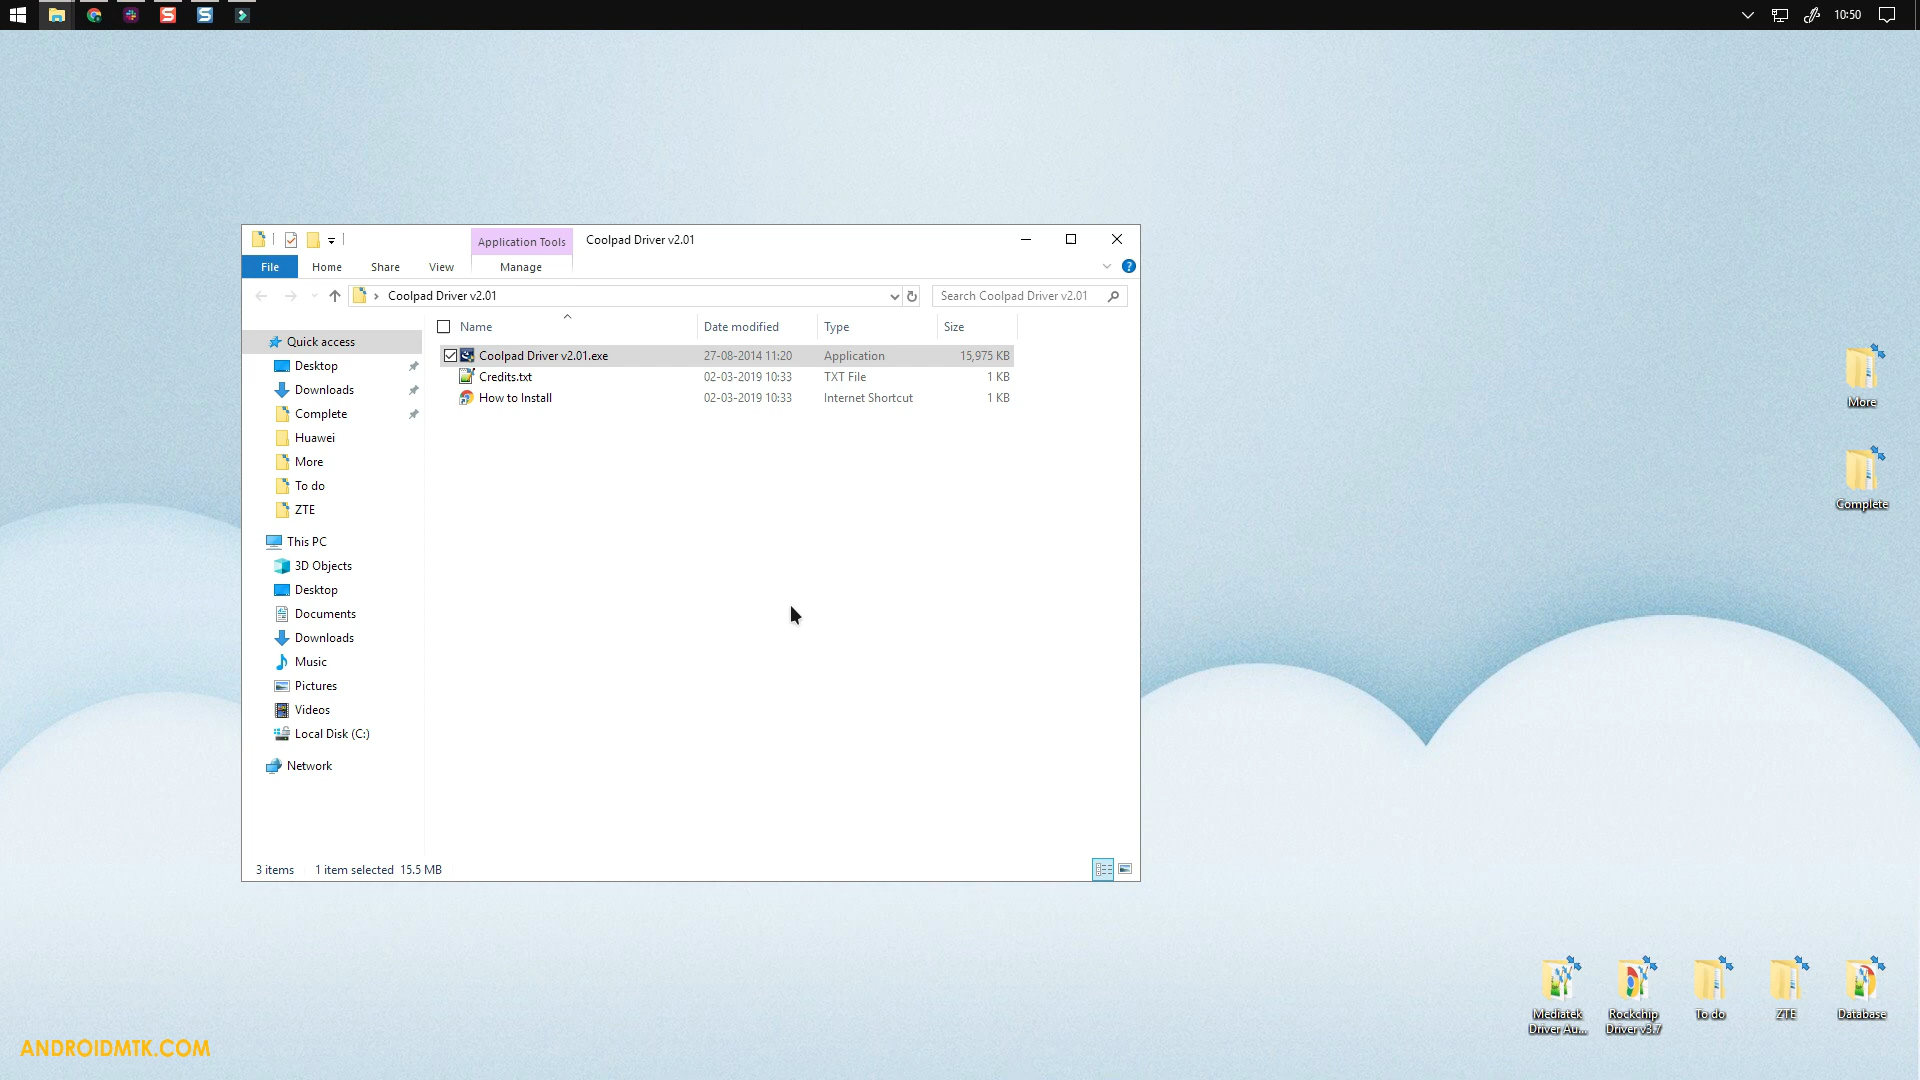 10:50
Application Tools
Coolpad Driver v2.01
File
Home
Share
View
Manage
Coolpad Driver v2.01
Search Coolpad Driver v2.01
Name
Date modified
Type
Size
Coolpad Driver v2.01.exe
27-08-2014 11:20
Application
15,975 KB
Credits.txt
02-03-2019 10:33
TXT File
1 KB
How to Install
02-03-2019 10:33
Internet Shortcut
1 KB
Quick access
Desktop
Downloads
Complete
Huawei
More
To do
ZTE
This PC
3D Objects
Desktop
Documents
Downloads
Music
Pictures
Videos
Local Disk (C:)
Network
3 items
1 item selected 15.5 MB
More
Complete
Mediatek
Driver Au...
Rockchip
Driver v3.7
To do
ZTE
Database
ANDROIDMTK.COM